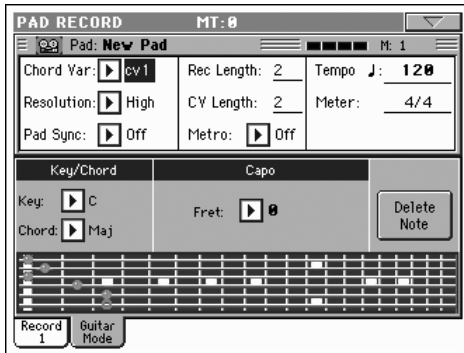 PAD RECORD MT:0
Pad: New Pad M: 1
Chord Var: cv1 Rec Length: 2 Tempo ♩: 120
Resolution: High CV Length: 2 Meter: 4/4
Pad Sync: Off Metro: Off
Key/Chord Capo
Key: C
Fret: 0
Chord: Maj
Delete
Note
Record
1
Guitar
Mode